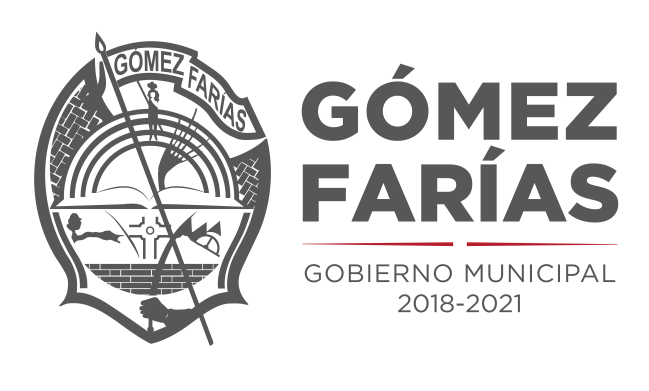 GÓMEZ FARÍAS
GÓMEZ
FARÍAS
GOBIERNO MUNICIPAL
2018-2021